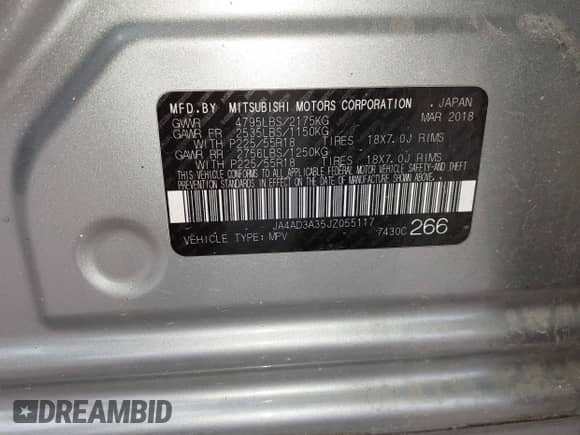 MFD.BY MITSUBISHI MOTORS CORPORATION . JAPAN
GVWR 4795LBS/2175KG MAR 2018
GAWR FR 2535LBS/1150KG
WITH P225/55R18 TIRES 18X7.0J RIMS
GAWR RR 2756LBS/1250KG
WITH P225/55R18 TIRES 18X7.0J RIMS
THIS VEHICLE CONFORMS TO ALL APPLICABLE FEDERAL MOTOR VEHICLE SAFETY AND THEFT
PREVENTION STANDARDS IN EFFECT ON THE DATE OF MANUFACTURE SHOWN ABOVE.
JA4AD3A35JZ055117
VEHICLE TYPE: MPV 7430C 266
DREAMBID